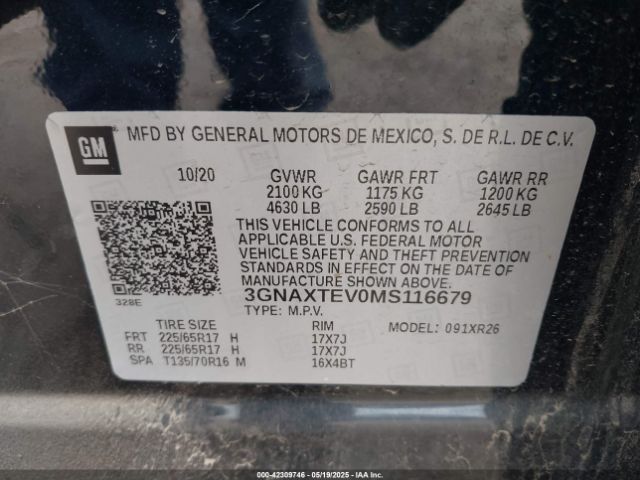 GM
MFD BY GENERAL MOTORS DE MEXICO, S. DE R.L. DE C.V.
10/20 GVWR GAWR FRT GAWR RR
2100 KG 1175 KG 1200 KG
4630 LB 2590 LB 2645 LB
THIS VEHICLE CONFORMS TO ALL
APPLICABLE U.S. FEDERAL MOTOR
VEHICLE SAFETY AND THEFT PREVENTION
STANDARDS IN EFFECT ON THE DATE OF
MANUFACTURE SHOWN ABOVE.
3GNAXTEV0MS116679
328E
TYPE: M.P.V.
TIRE SIZE RIM MODEL: 091XR26
FRT 225/65R17 H 17X7J
RR 225/65R17 H 17X7J
SPA T135/70R16 M 16X4BT
000-42309746 - 05/19/2025 - IAA Inc.